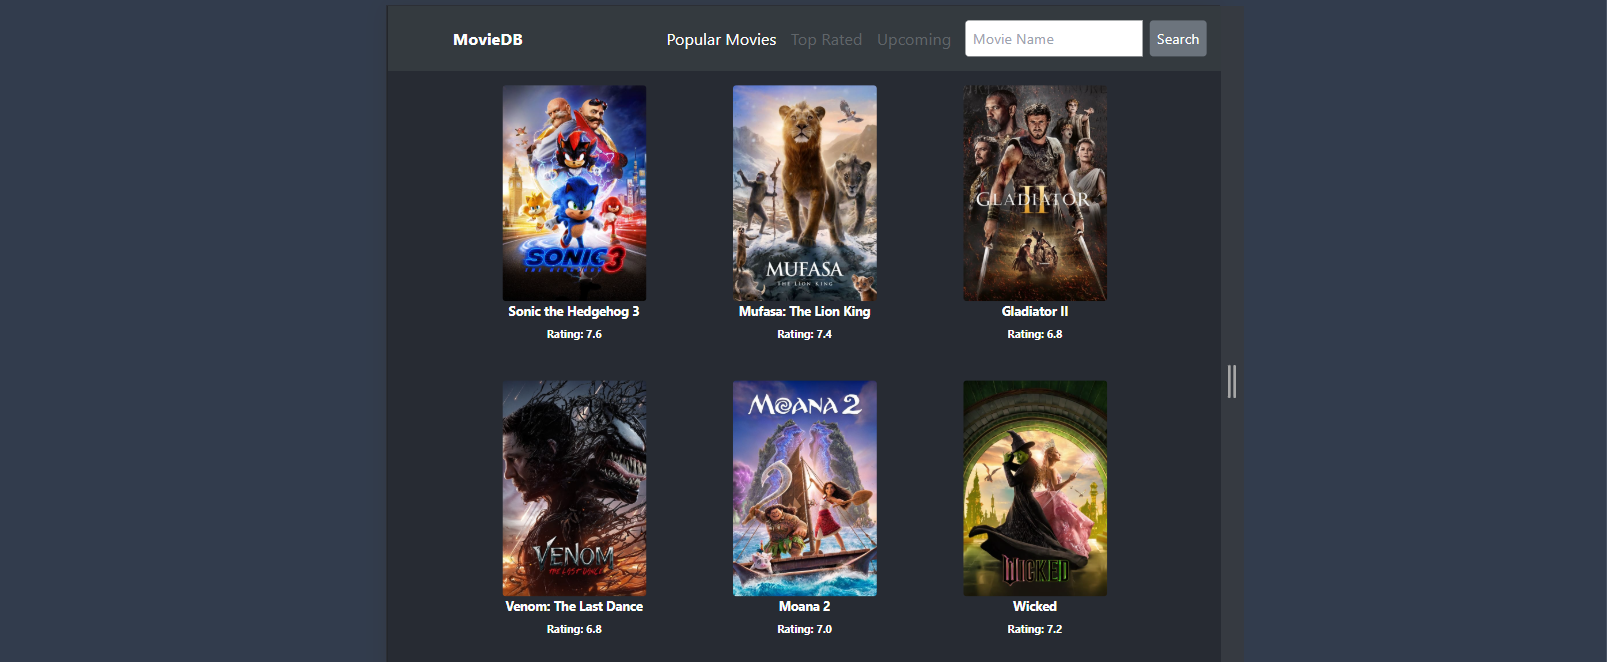 MovieDB
Popular Movies Top Rated Upcoming Movie Name Search
SONIC 3
THE HEDGEHOG
MUFASA
THE LION KING
GLADIATOR
II
Sonic the Hedgehog 3 Mufasa: The Lion King Gladiator II
Rating: 7.6 Rating: 7.4 Rating: 6.8
VENOM
THE LAST DANCE
MOANA 2
WICKED
Venom: The Last Dance Moana 2 Wicked
Rating: 6.8 Rating: 7.0 Rating: 7.2